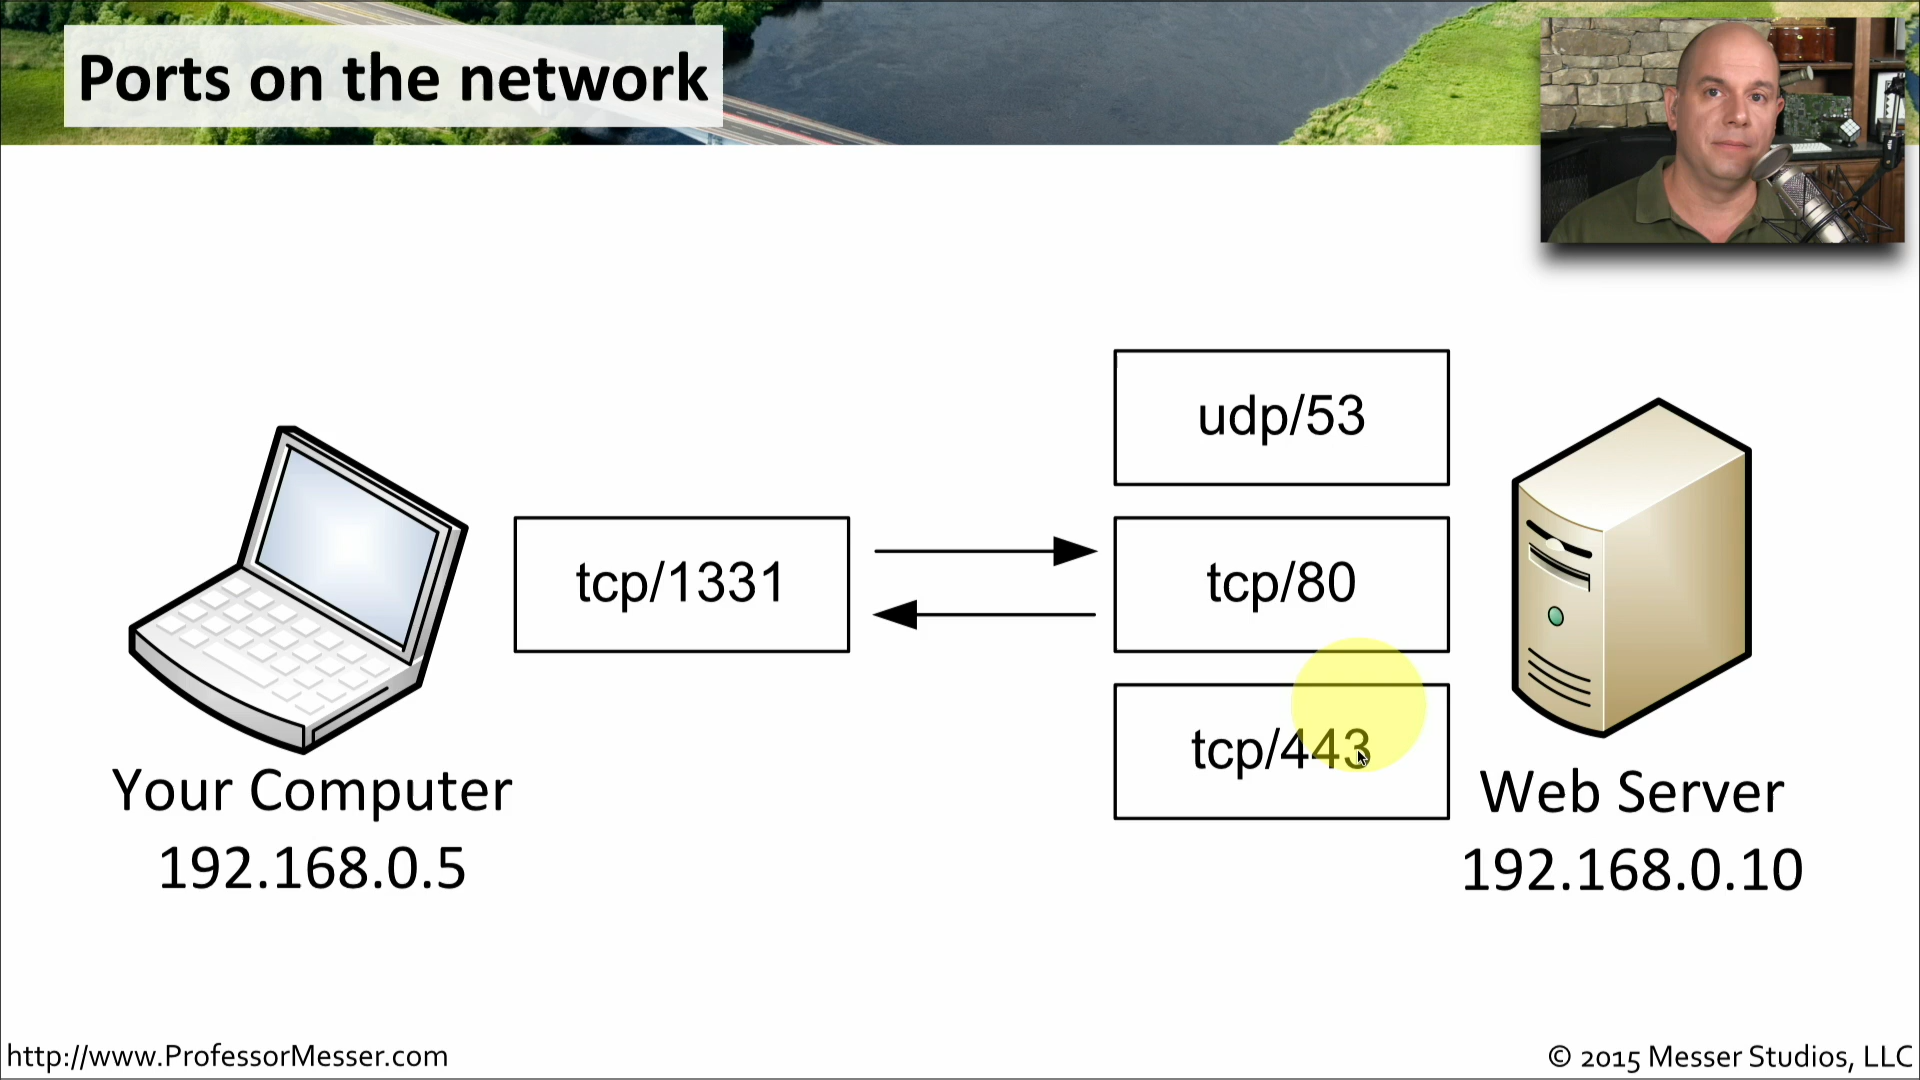 Ports on the network
udp/53
tcp/1331
tcp/80
tcp/443
Your Computer
192.168.0.5
Web Server
192.168.0.10
http://www.ProfessorMesser.com
© 2015 Messer Studios, LLC